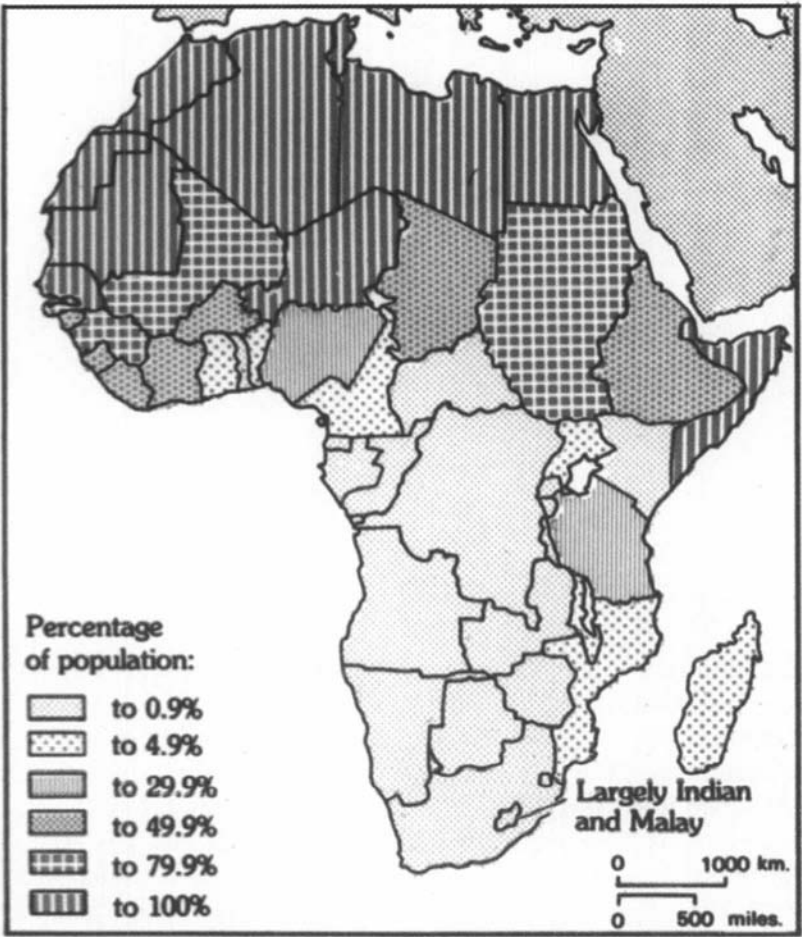 Percentage
of population:
to 0.9%
to 4.9%
to 29.9%
to 49.9%
to 79.9%
to 100%
Largely Indian
and Malay
0 1000 km.
0 500 miles.